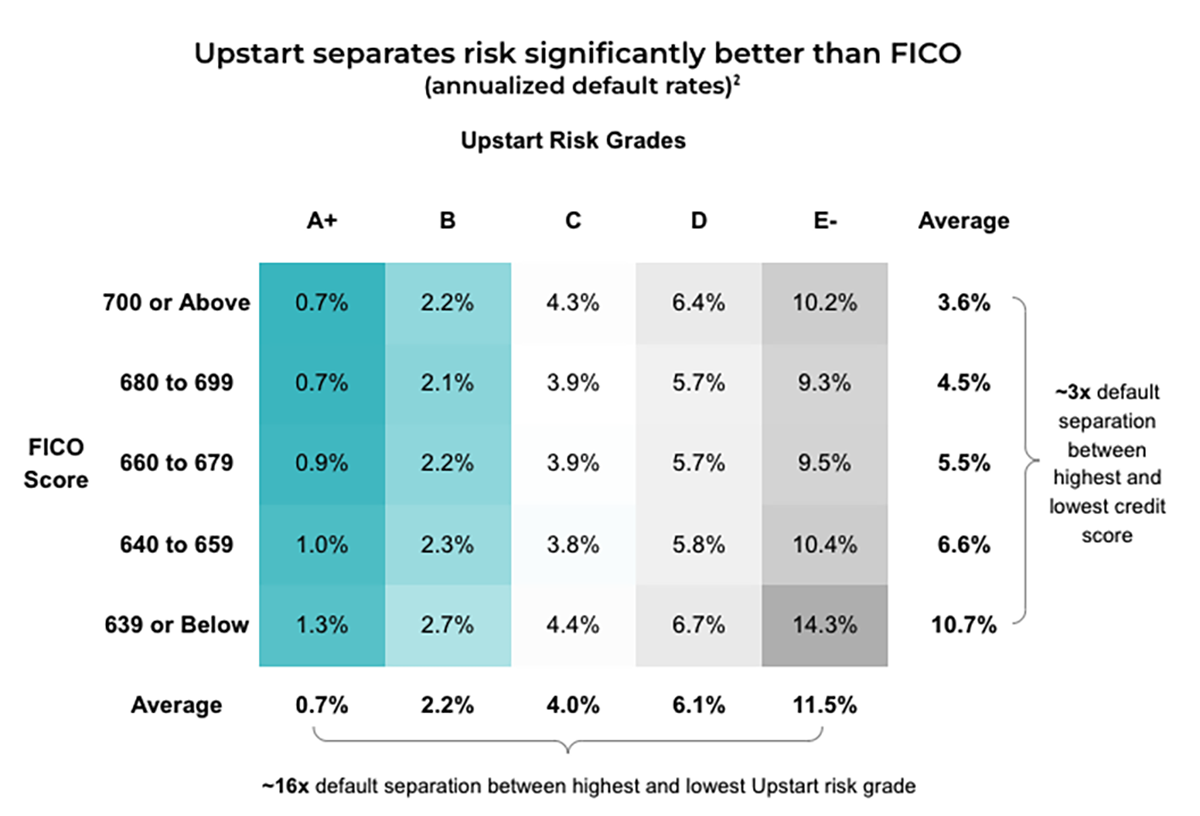 Upstart separates risk significantly better than FICO
(annualized default rates)²
Upstart Risk Grades
A+ B C D E- Average
700 or Above 0.7% 2.2% 4.3% 6.4% 10.2% 3.6%
680 to 699 0.7% 2.1% 3.9% 5.7% 9.3% 4.5%
FICO
Score
660 to 679 0.9% 2.2% 3.9% 5.7% 9.5% 5.5%
640 to 659 1.0% 2.3% 3.8% 5.8% 10.4% 6.6%
639 or Below 1.3% 2.7% 4.4% 6.7% 14.3% 10.7%
Average 0.7% 2.2% 4.0% 6.1% 11.5%
~3x default
separation
between
highest and
lowest credit
score
~16x default separation between highest and lowest Upstart risk grade